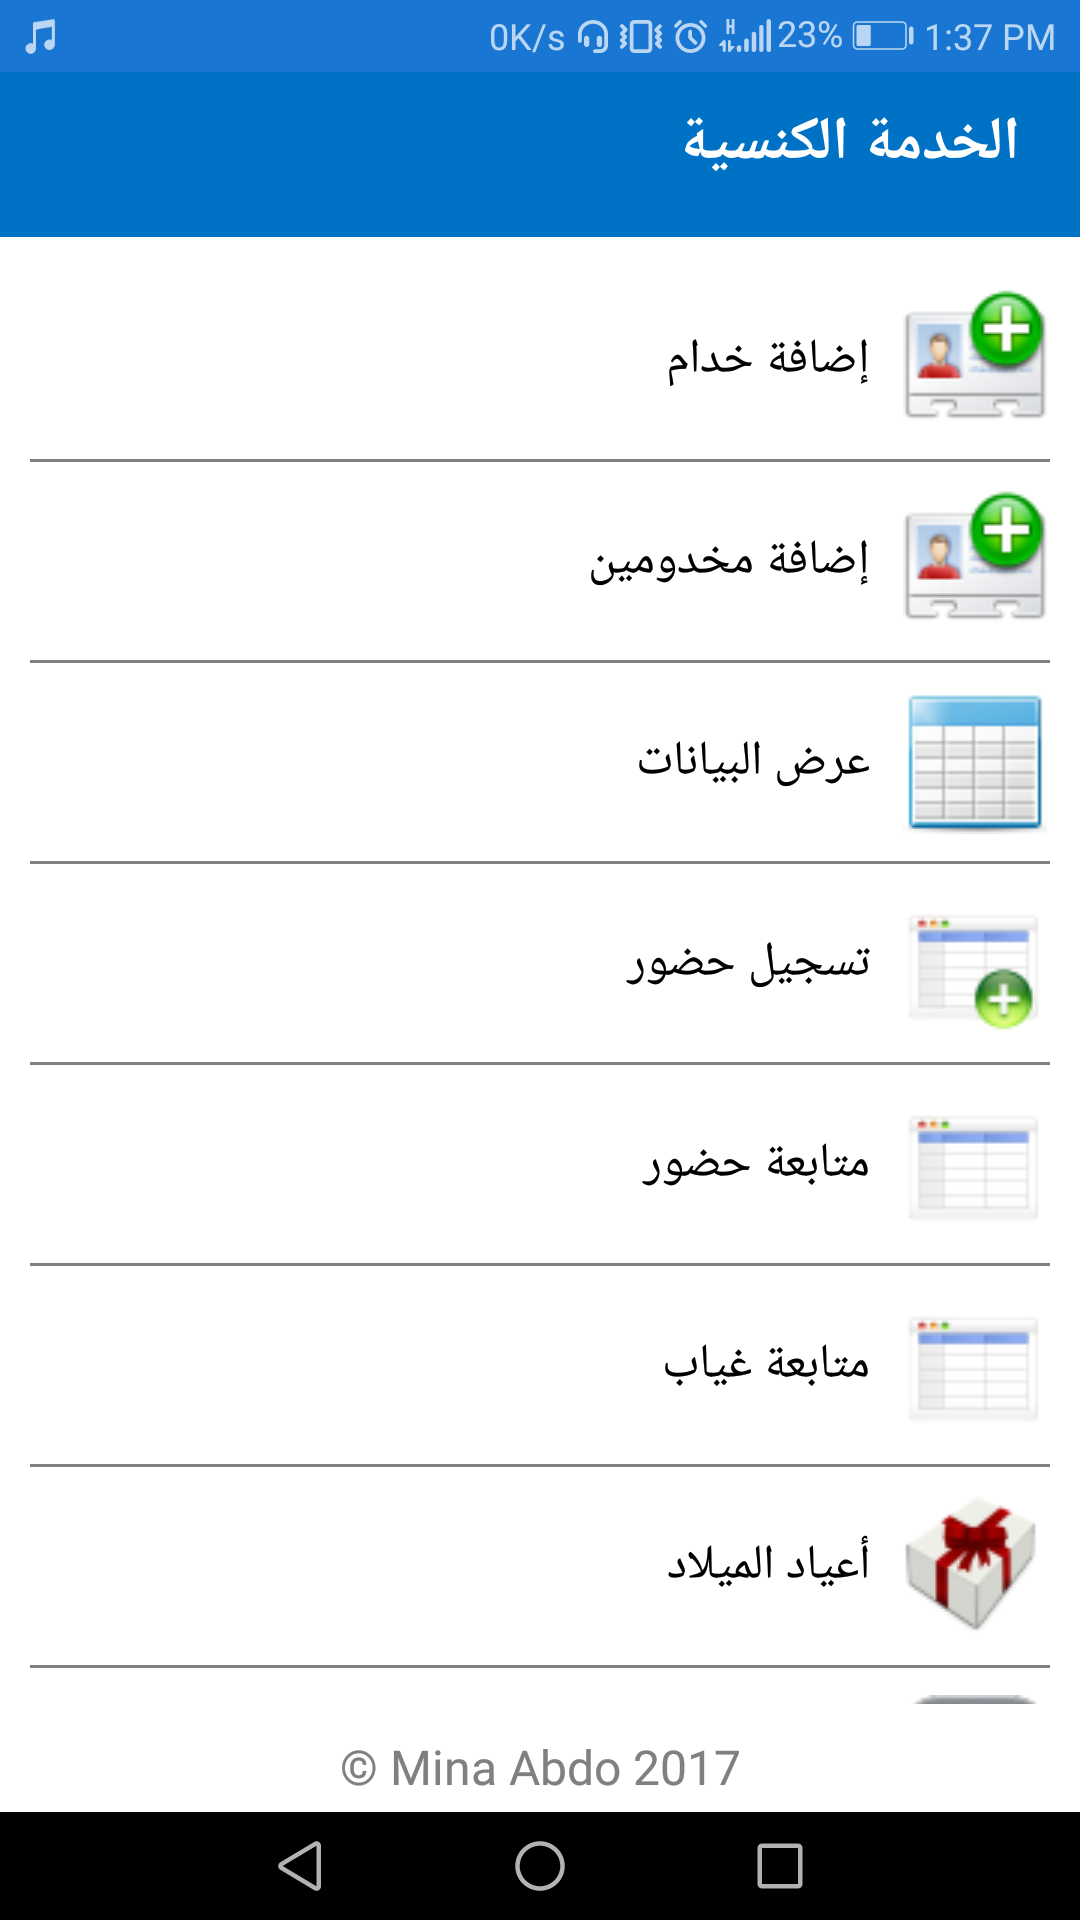 0K/s H 23% 1:37 PM
الخدمة الكنسية
إضافة خدام
إضافة مخدومين
عرض البيانات
تسجيل حضور
متابعة حضور
متابعة غياب
أعياد الميلاد
© Mina Abdo 2017